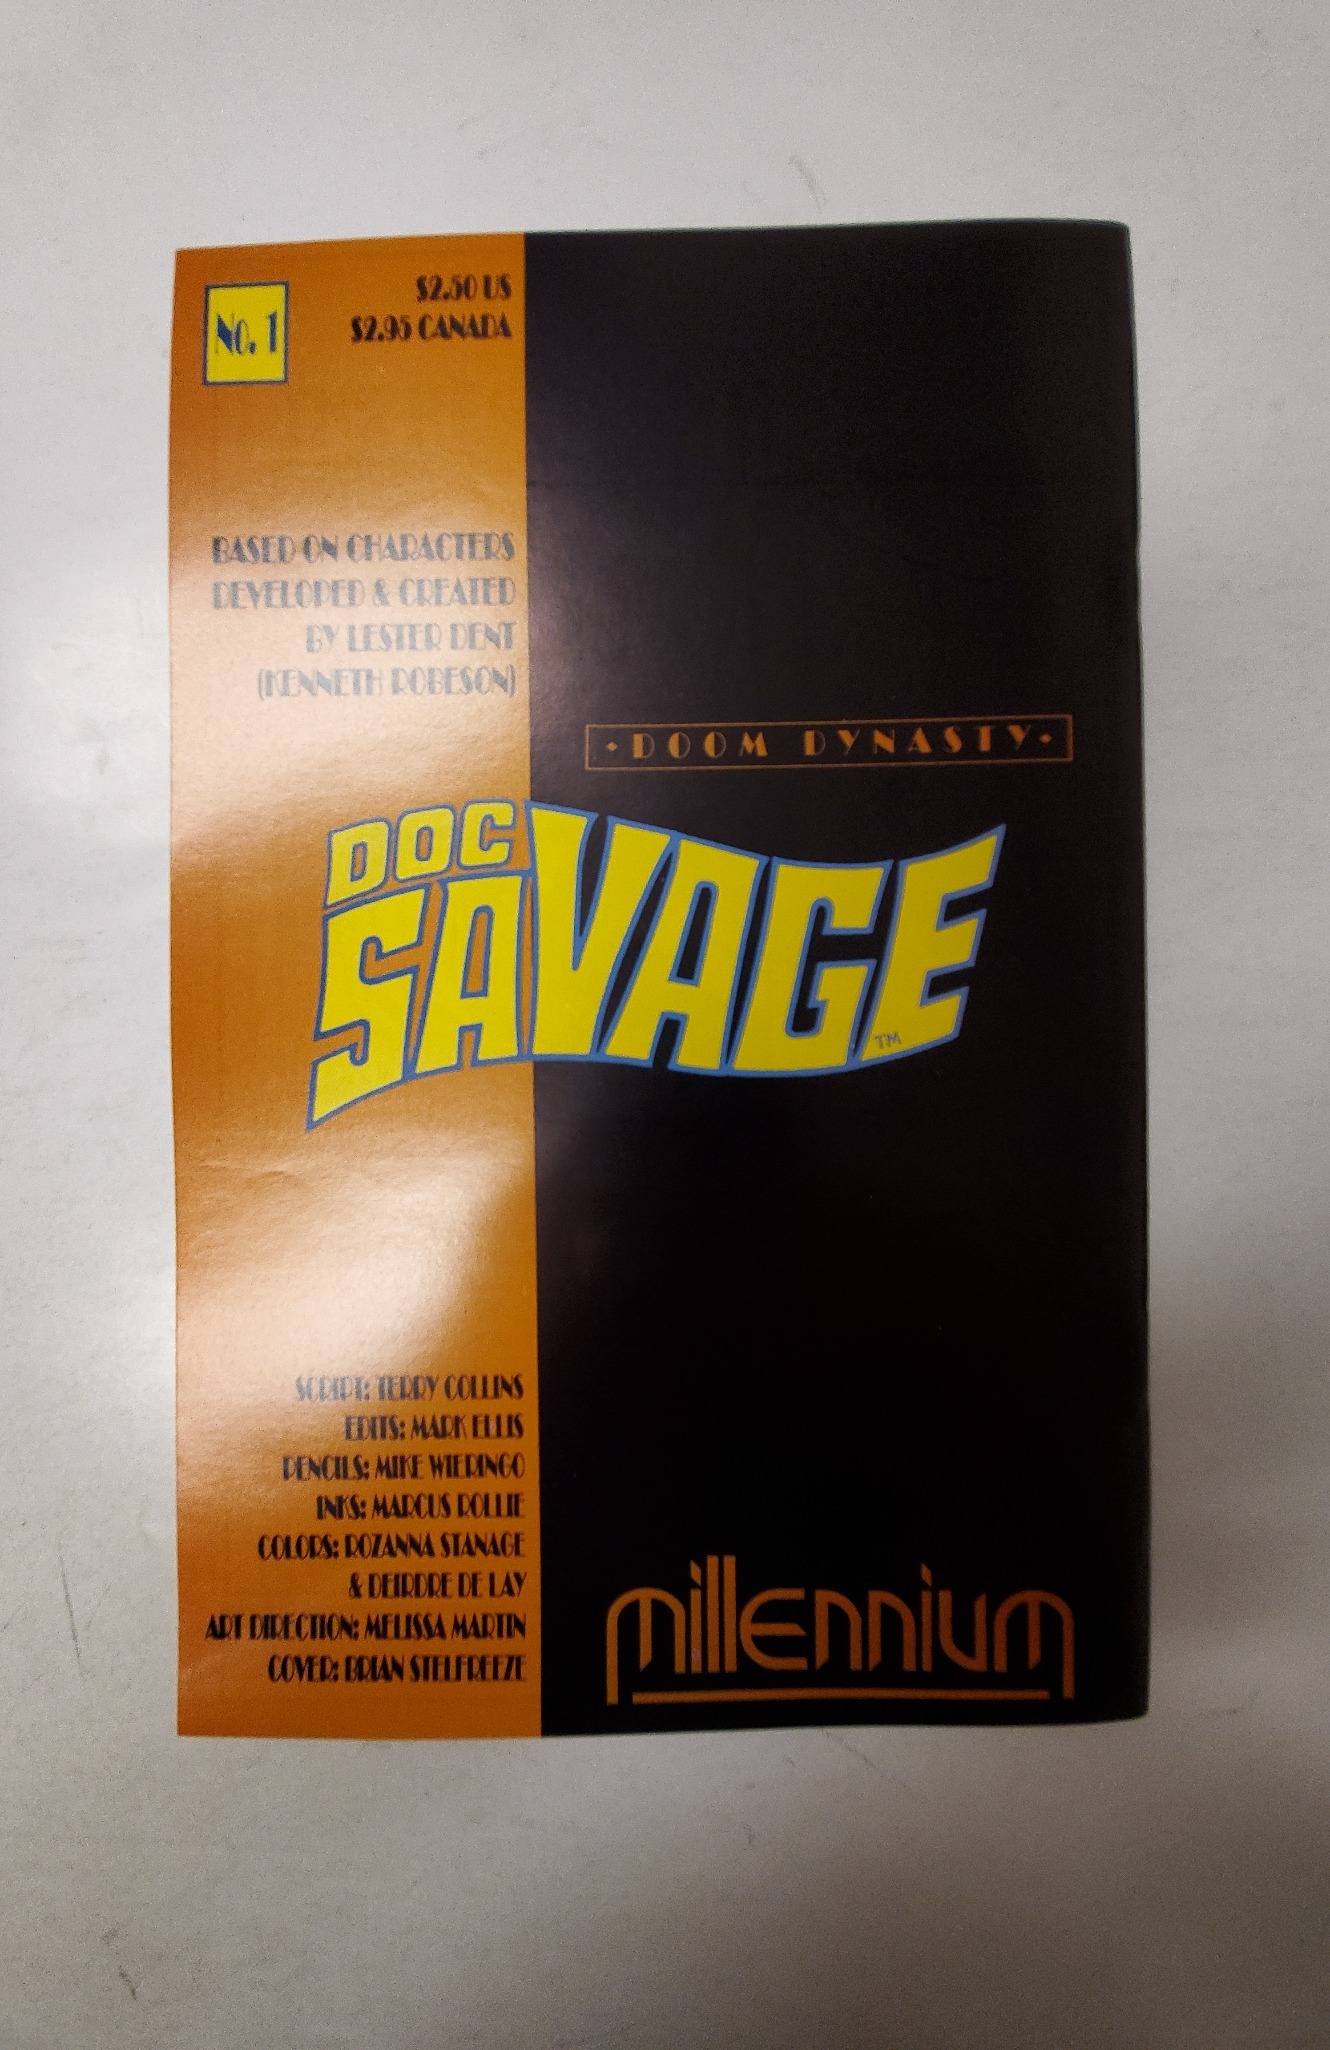 No. 1
$2.50 US
$2.95 CANADA
BASED ON CHARACTERS
DEVELOPED & CREATED
BY LESTER DENT
(KENNETH ROBESON)
• DOOM DYNASTY •
DOC
SAVAGE
TM
SCRIPT: TERRY COLLINS
EDITS: MARK ELLIS
PENCILS: MIKE WIERINGO
INKS: MARCUS ROLLIE
COLORS: ROZANNA STANAGE
& DEIRDRE DE LAY
ART DIRECTION: MELISSA MARTIN
COVER: BRIAN STELFREEZE
millennium